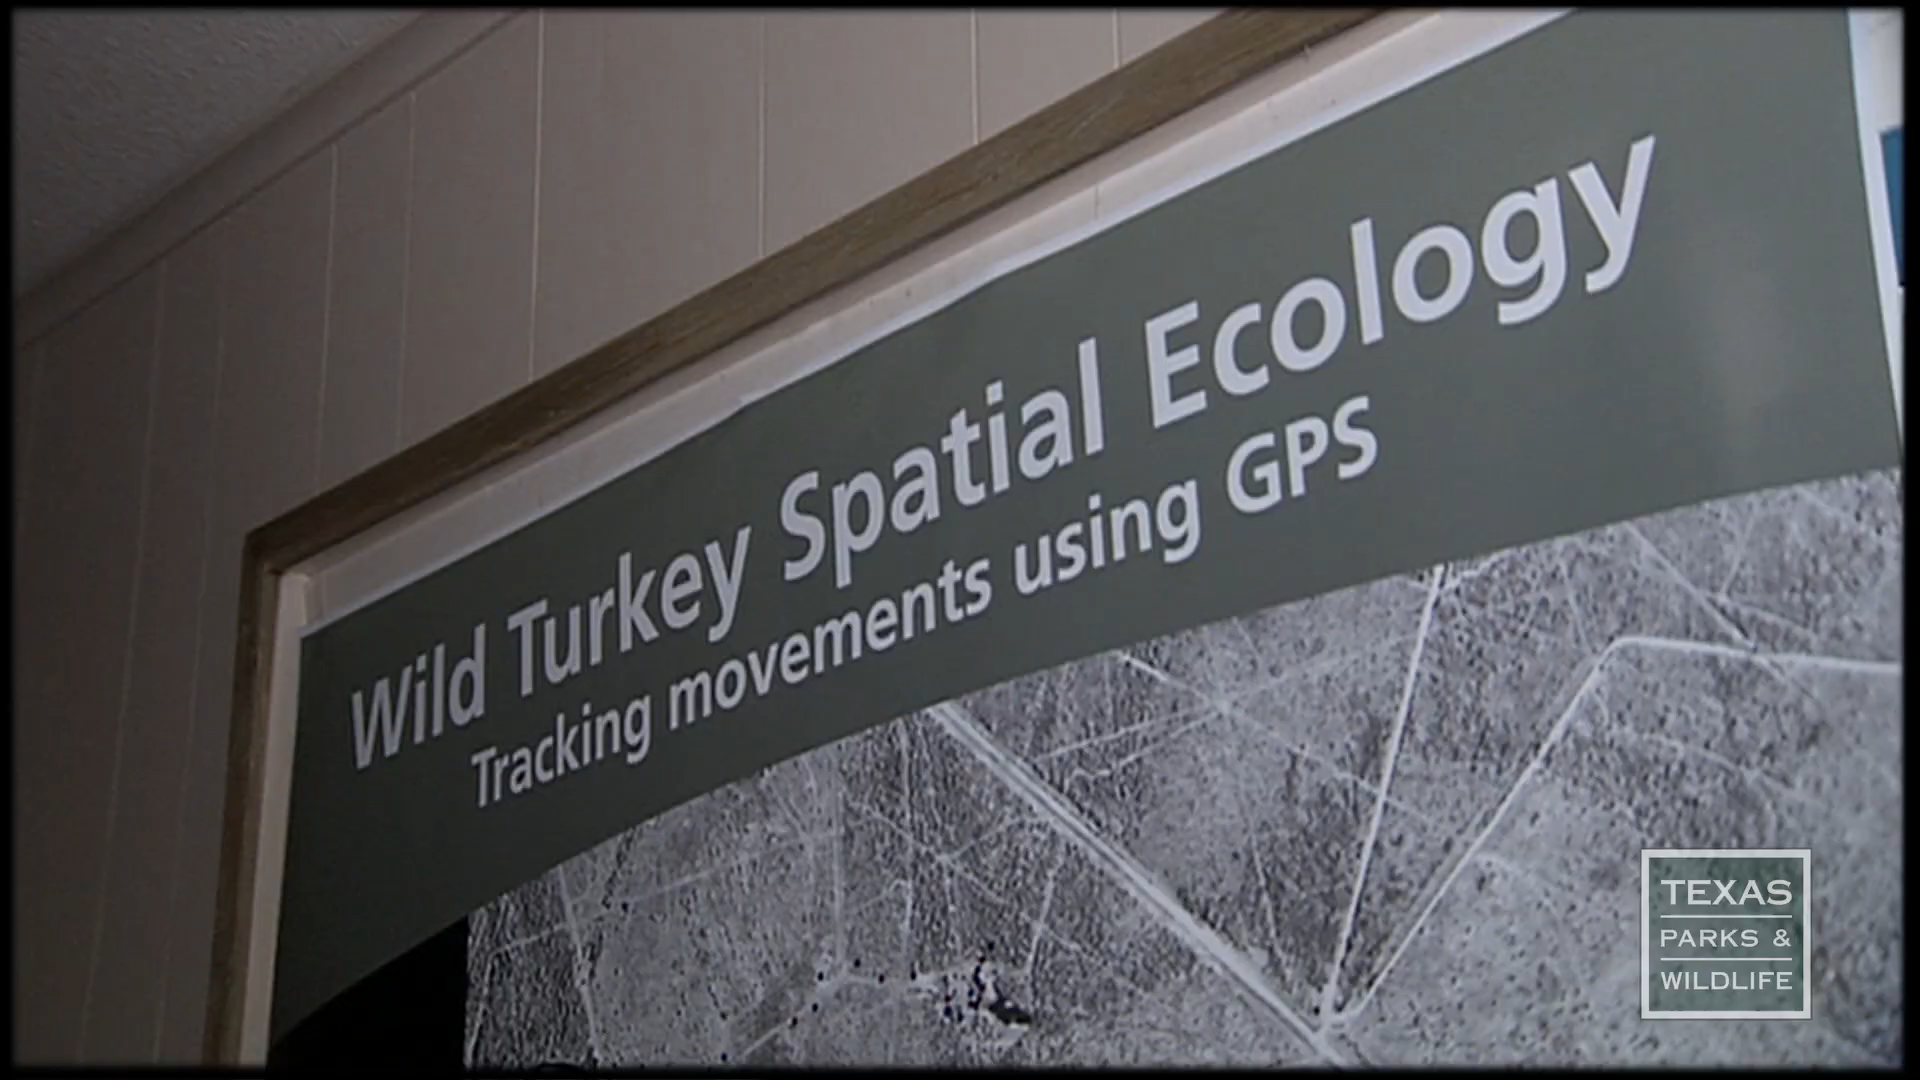 Wild Turkey Spatial Ecology
Tracking movements using GPS
TEXAS
PARKS &
WILDLIFE